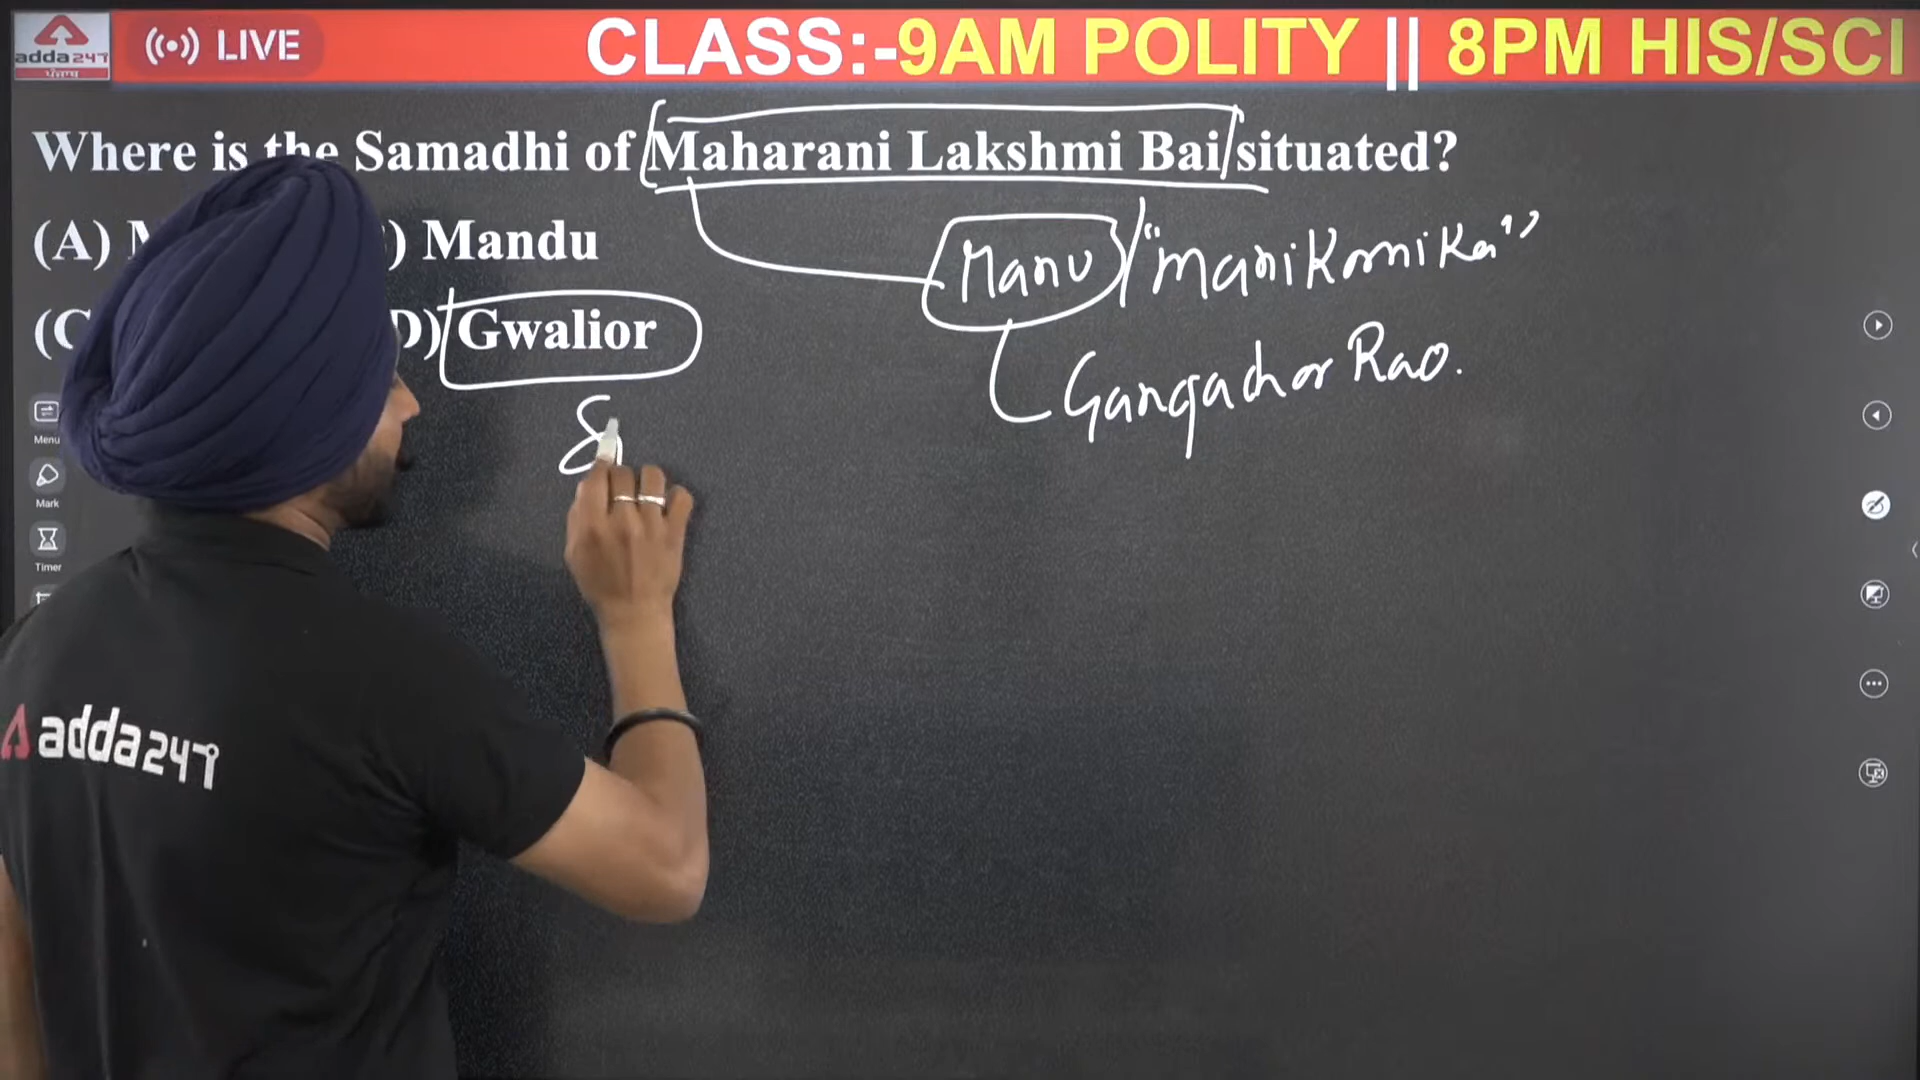 adda247
ਪੰਜਾਬ
LIVE
CLASS:-9AM POLITY || 8PM HIS/SCI
Where is the Samadhi of Maharani Lakshmi Bai situated?
(A) Mandu
Manu / "Manikarnika"
(C D) Gwalior
Gangadhar Rao.
Menu
Mark
Timer
adda247